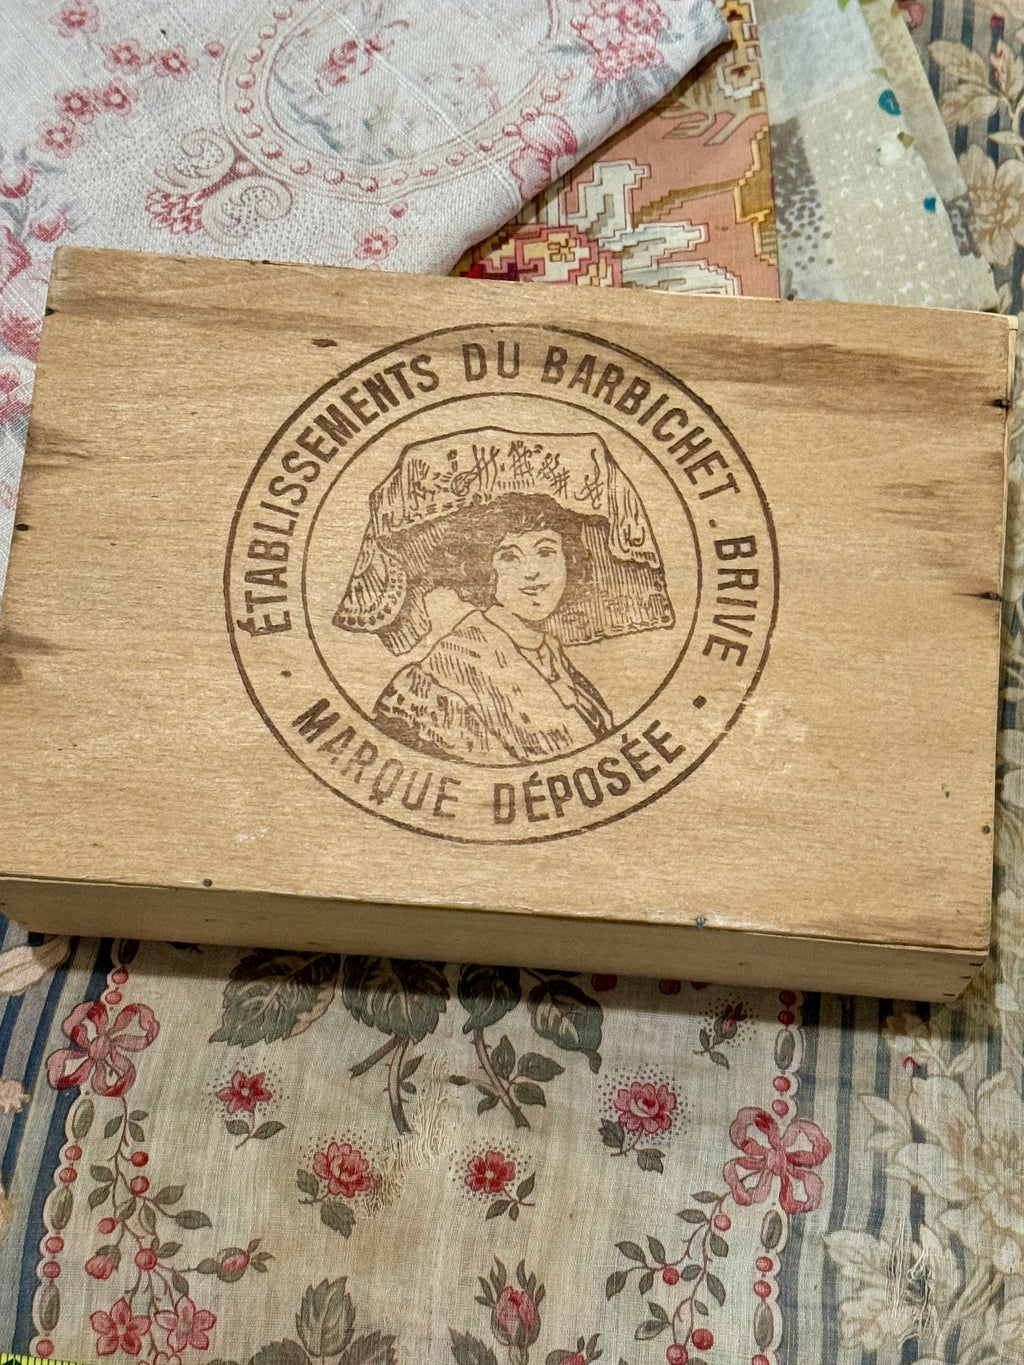 ÉTABLISSEMENTS DU BARBICHET . BRIVE
MARQUE DÉPOSÉE